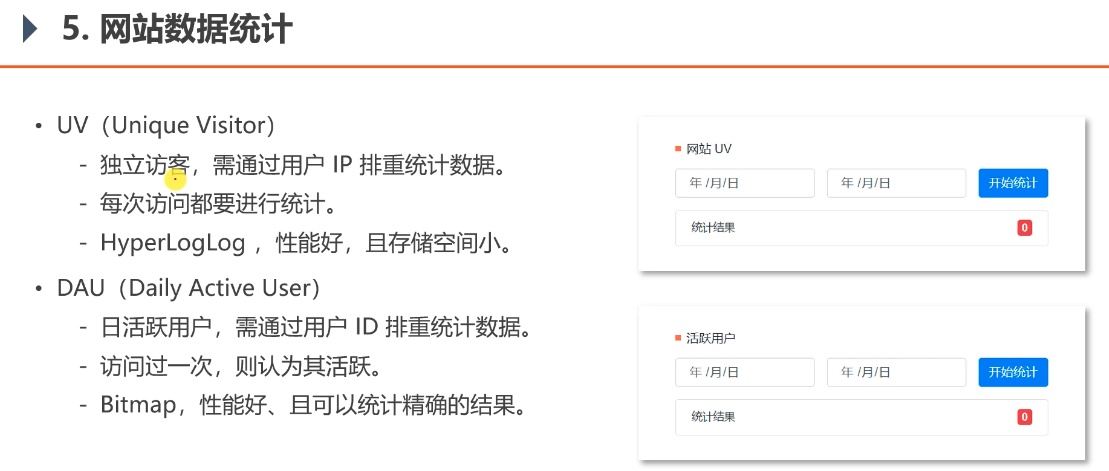 5. 网站数据统计
• UV（Unique Visitor）
- 独立访客，需通过用户 IP 排重统计数据。
- 每次访问都要进行统计。
- HyperLogLog ，性能好，且存储空间小。
• DAU（Daily Active User）
- 日活跃用户，需通过用户 ID 排重统计数据。
- 访问过一次，则认为其活跃。
- Bitmap，性能好、且可以统计精确的结果。
网站 UV
年 /月/日 年 /月/日 开始统计
统计结果 0
活跃用户
年 /月/日 年 /月/日 开始统计
统计结果 0